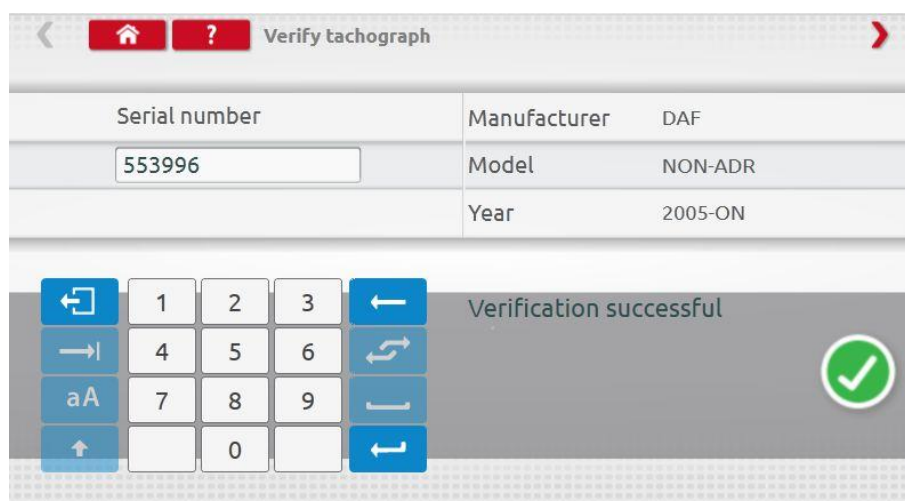 ? Verify tachograph
Serial number Manufacturer DAF
553996 Model NON-ADR
Year 2005-ON
1 2 3
Verification successful
4 5 6
aA 7 8 9
0